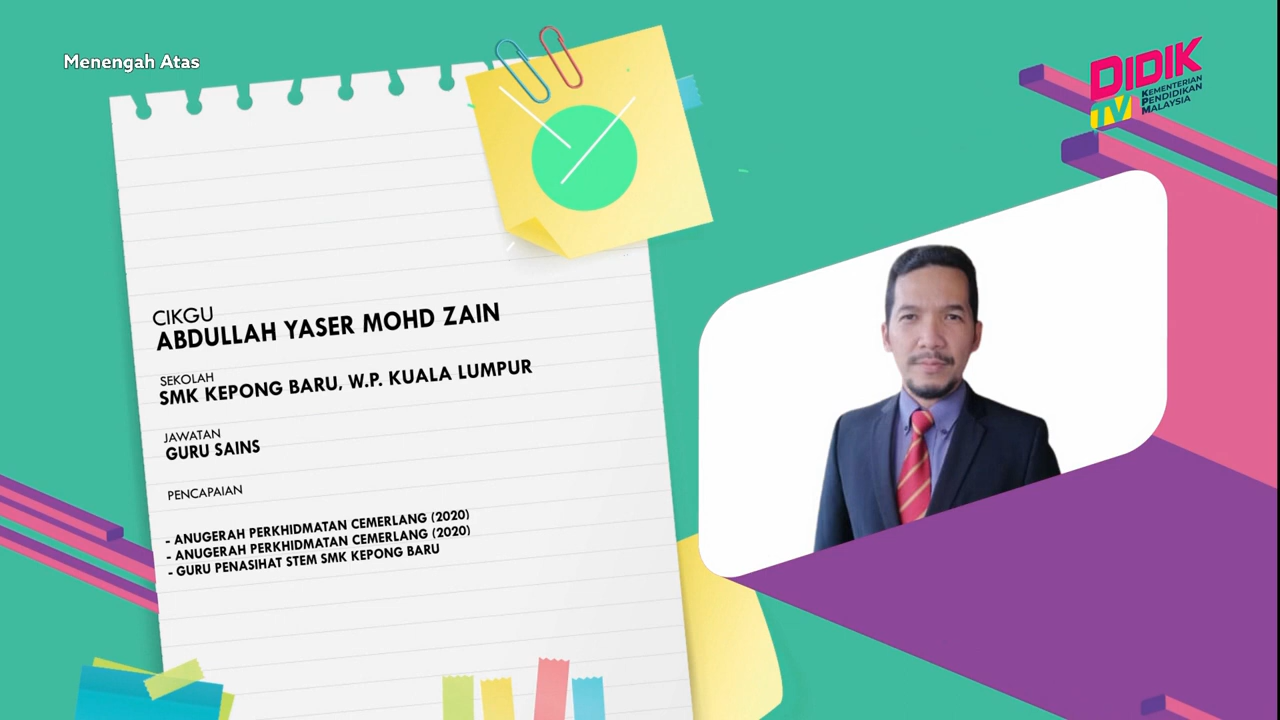 Menengah Atas
DIDIK
TV
KEMENTERIAN
PENDIDIKAN
MALAYSIA
CIKGU
ABDULLAH YASER MOHD ZAIN
SEKOLAH
SMK KEPONG BARU, W.P. KUALA LUMPUR
JAWATAN
GURU SAINS
PENCAPAIAN
- ANUGERAH PERKHIDMATAN CEMERLANG (2020)
- ANUGERAH PERKHIDMATAN CEMERLANG (2020)
- GURU PENASIHAT STEM SMK KEPONG BARU